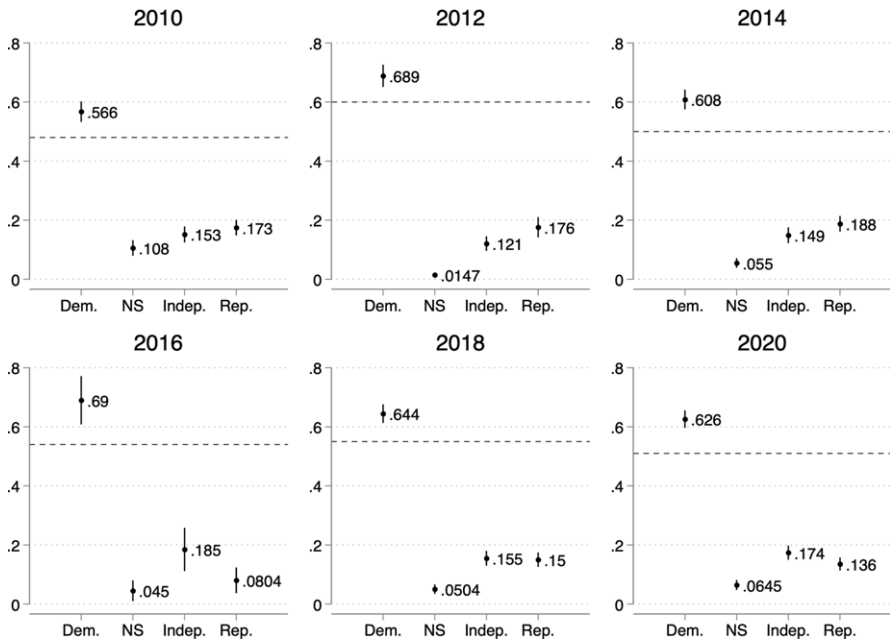 2010 2012 2014
.8 .8 .8
.6 .566 .6 .689 .6 .608
.4 .4 .4
.2 .108 .153 .173 .2 .0147 .121 .176 .2 .055 .149 .188
0 0 0
Dem. NS Indep. Rep. Dem. NS Indep. Rep. Dem. NS Indep. Rep.
2016 2018 2020
.8 .8 .8
.6 .69 .6 .644 .6 .626
.4 .4 .4
.2 .045 .185 .0804 .2 .0504 .155 .15 .2 .0645 .174 .136
0 0 0
Dem. NS Indep. Rep. Dem. NS Indep. Rep. Dem. NS Indep. Rep.